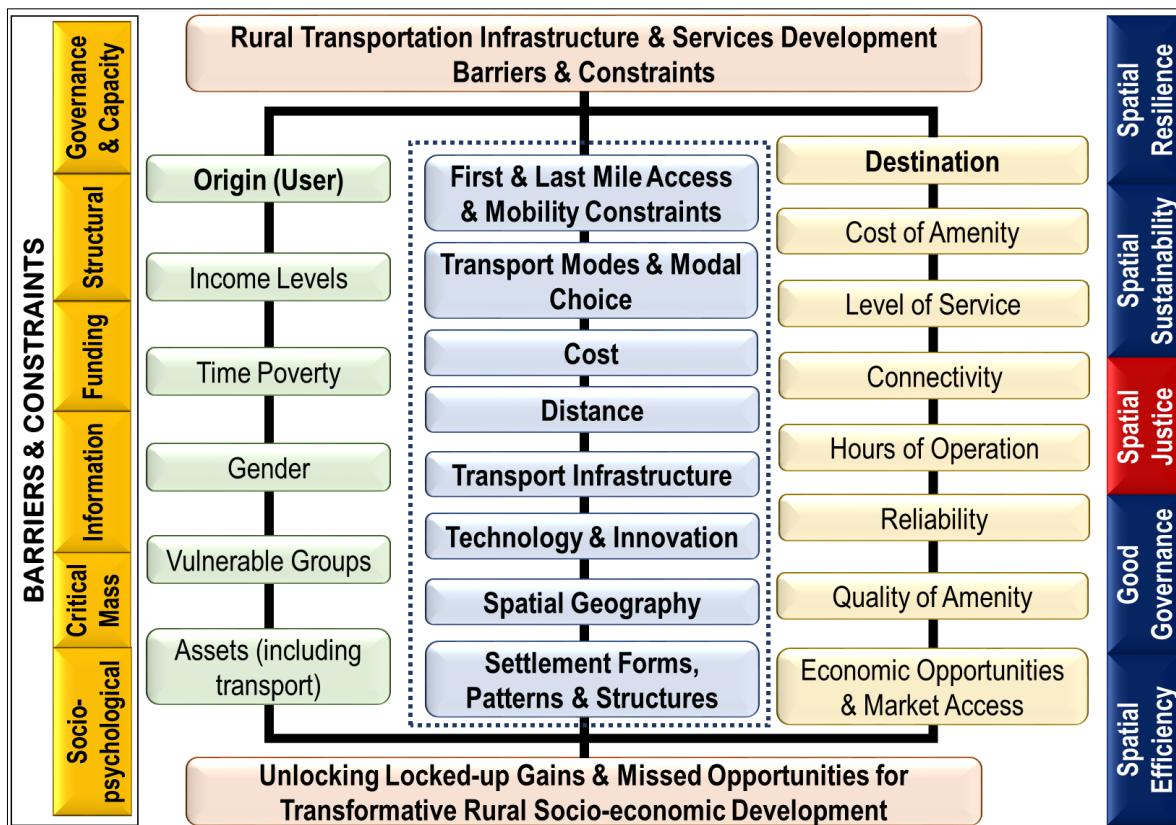 Rural Transportation Infrastructure & Services Development
Barriers & Constraints
BARRIERS & CONSTRAINTS
Governance
& Capacity
Structural
Funding
Information
Critical
Mass
Socio-
psychological
Origin (User)
Income Levels
Time Poverty
Gender
Vulnerable Groups
Assets (including
transport)
First & Last Mile Access
& Mobility Constraints
Transport Modes & Modal
Choice
Cost
Distance
Transport Infrastructure
Technology & Innovation
Spatial Geography
Settlement Forms,
Patterns & Structures
Destination
Cost of Amenity
Level of Service
Connectivity
Hours of Operation
Reliability
Quality of Amenity
Economic Opportunities
& Market Access
Spatial
Resilience
Spatial
Sustainability
Spatial
Justice
Good
Governance
Spatial
Efficiency
Unlocking Locked-up Gains & Missed Opportunities for
Transformative Rural Socio-economic Development